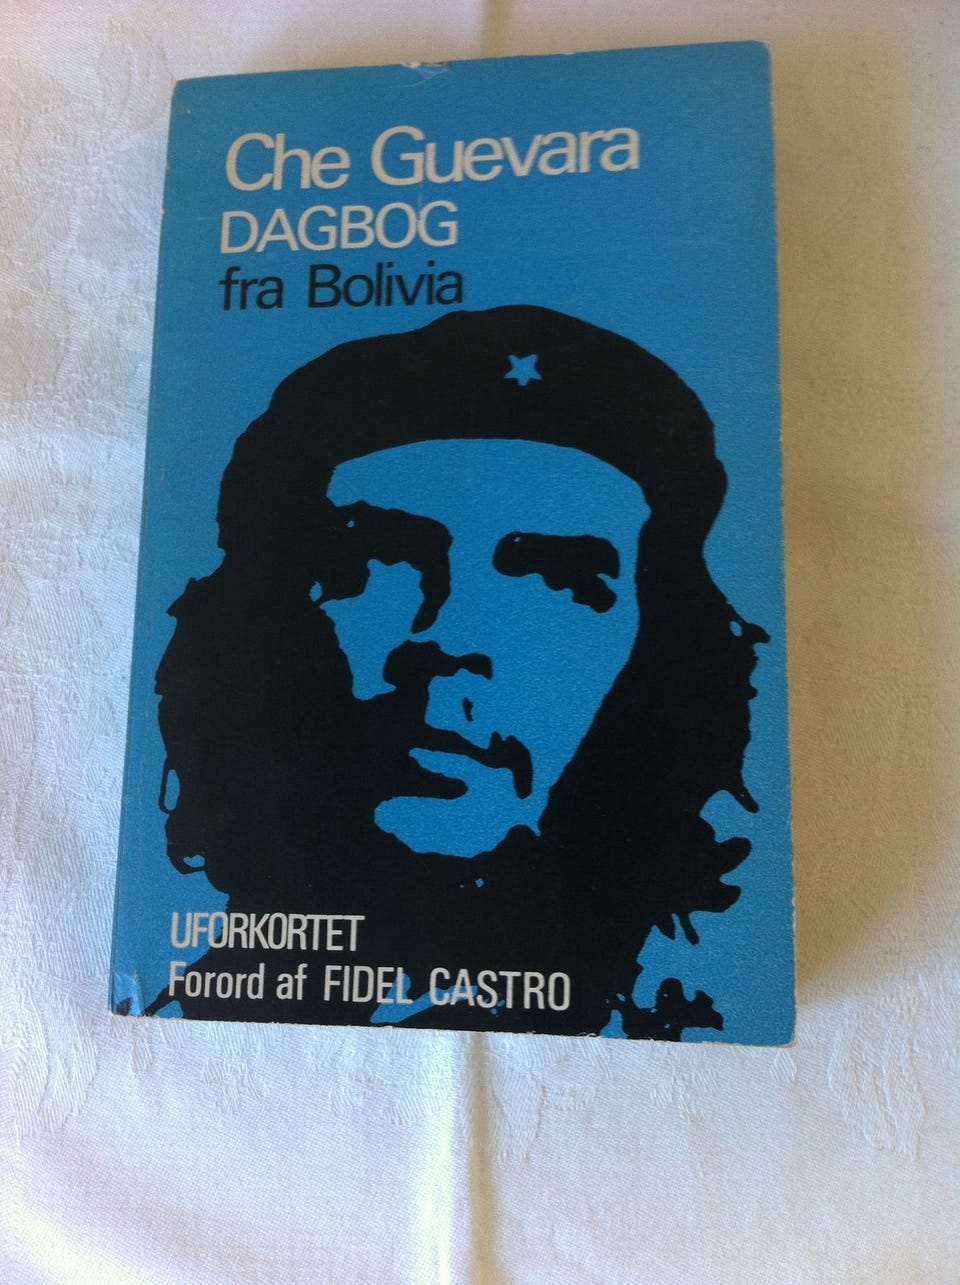 Che Guevara
DAGBOG
fra Bolivia
UFORKORTET
Forord af FIDEL CASTRO